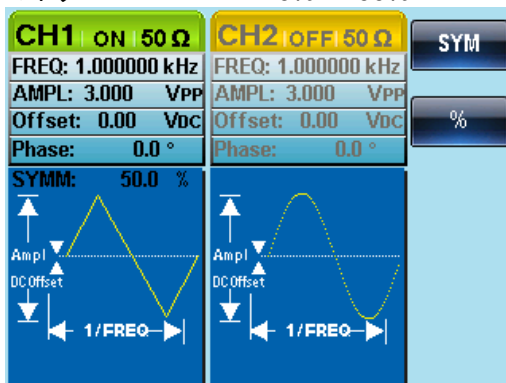 CH1 ON 50 Ω
FREQ: 1.000000 kHz
AMPL: 3.000 VPP
Offset: 0.00 VDC
Phase: 0.0 °
SYMM: 50.0 %
Ampl
DC Offset
1/FREQ
CH2 OFF 50 Ω
FREQ: 1.000000 kHz
AMPL: 3.000 VPP
Offset: 0.00 VDC
Phase: 0.0 °
Ampl
DC Offset
1/FREQ
SYM
%